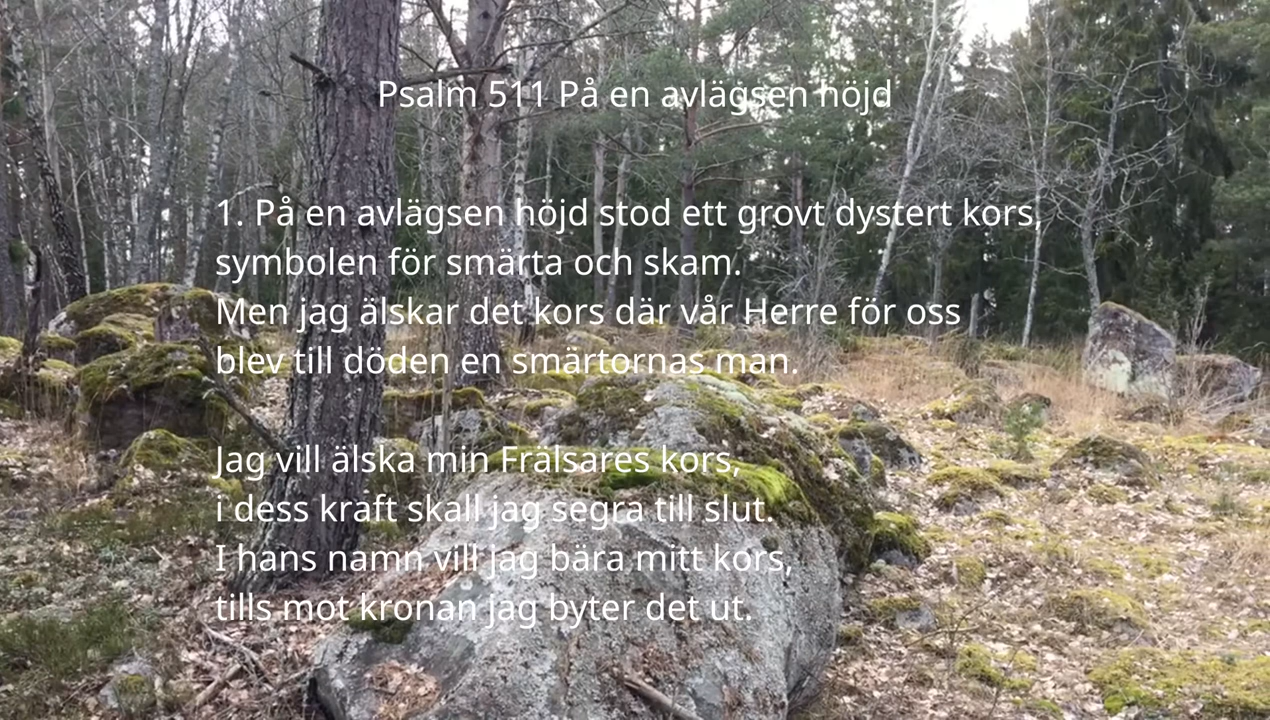 Psalm 511 På en avlägsen höjd
1. På en avlägsen höjd stod ett grovt dystert kors,
symbolen för smärta och skam.
Men jag älskar det kors där vår Herre för oss
blev till döden en smärtornas man.
Jag vill älska min Frälsares kors,
i dess kraft skall jag segra till slut.
I hans namn vill jag bära mitt kors,
tills mot kronan jag byter det ut.